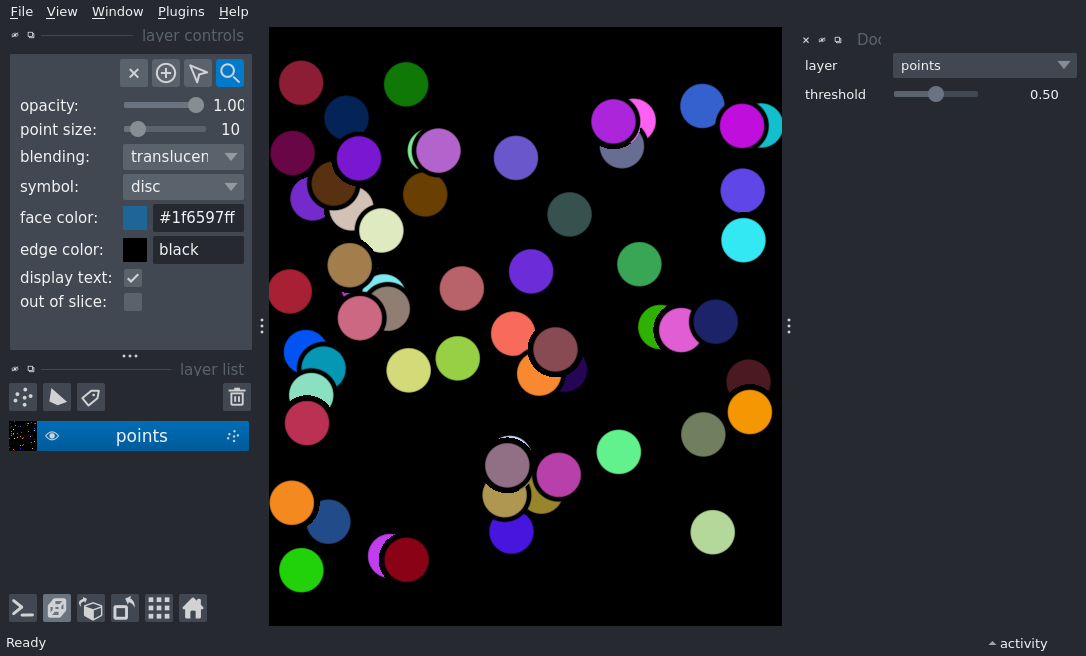 File View Window Plugins Help
layer controls
opacity: 1.00
point size: 10
blending: translucen
symbol: disc
face color: #1f6597ff
edge color: black
display text:
out of slice:
layer list
points
Ready
Doc
layer points
threshold 0.50
activity